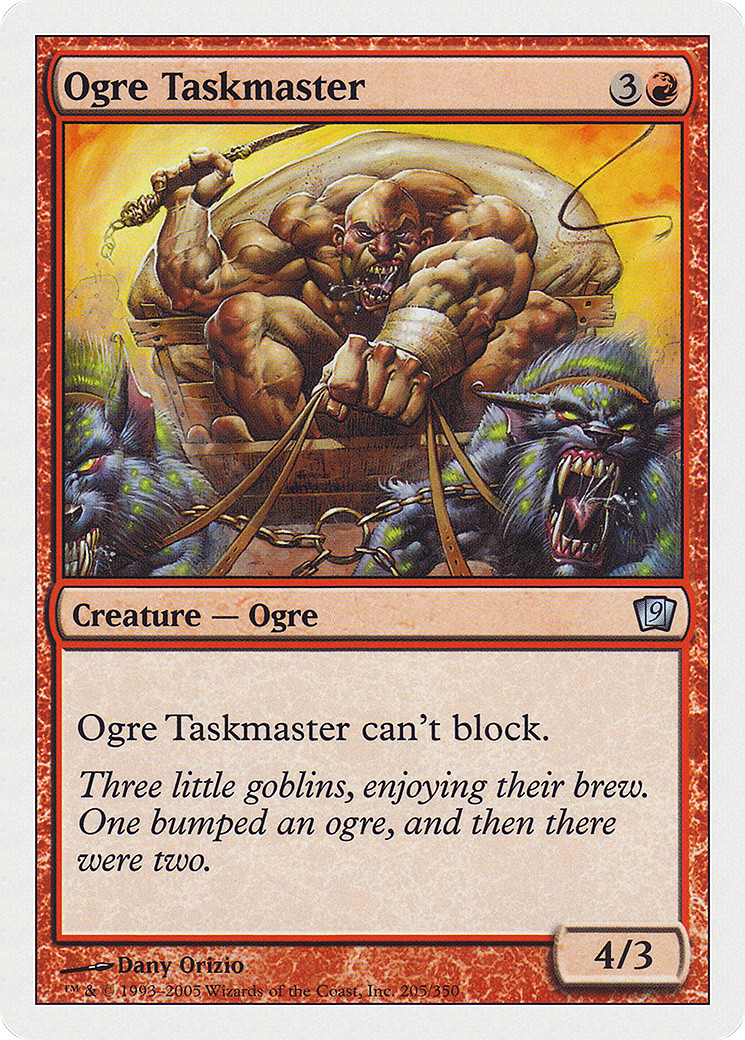 Ogre Taskmaster 3
Creature — Ogre 9
Ogre Taskmaster can't block.
Three little goblins, enjoying their brew.
One bumped an ogre, and then there
were two.
4/3
Dany Orizio
™ & © 1993–2005 Wizards of the Coast, Inc. 205/350